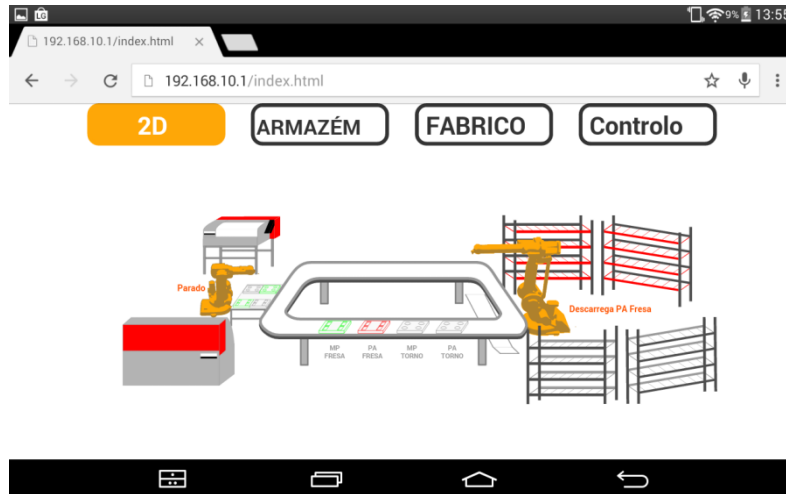 9% 13:55
192.168.10.1/index.html
192.168.10.1/index.html
2D ARMAZÉM FABRICO Controlo
Parado
Descarrega PA Fresa
MP PA MP PA
FRESA FRESA TORNO TORNO